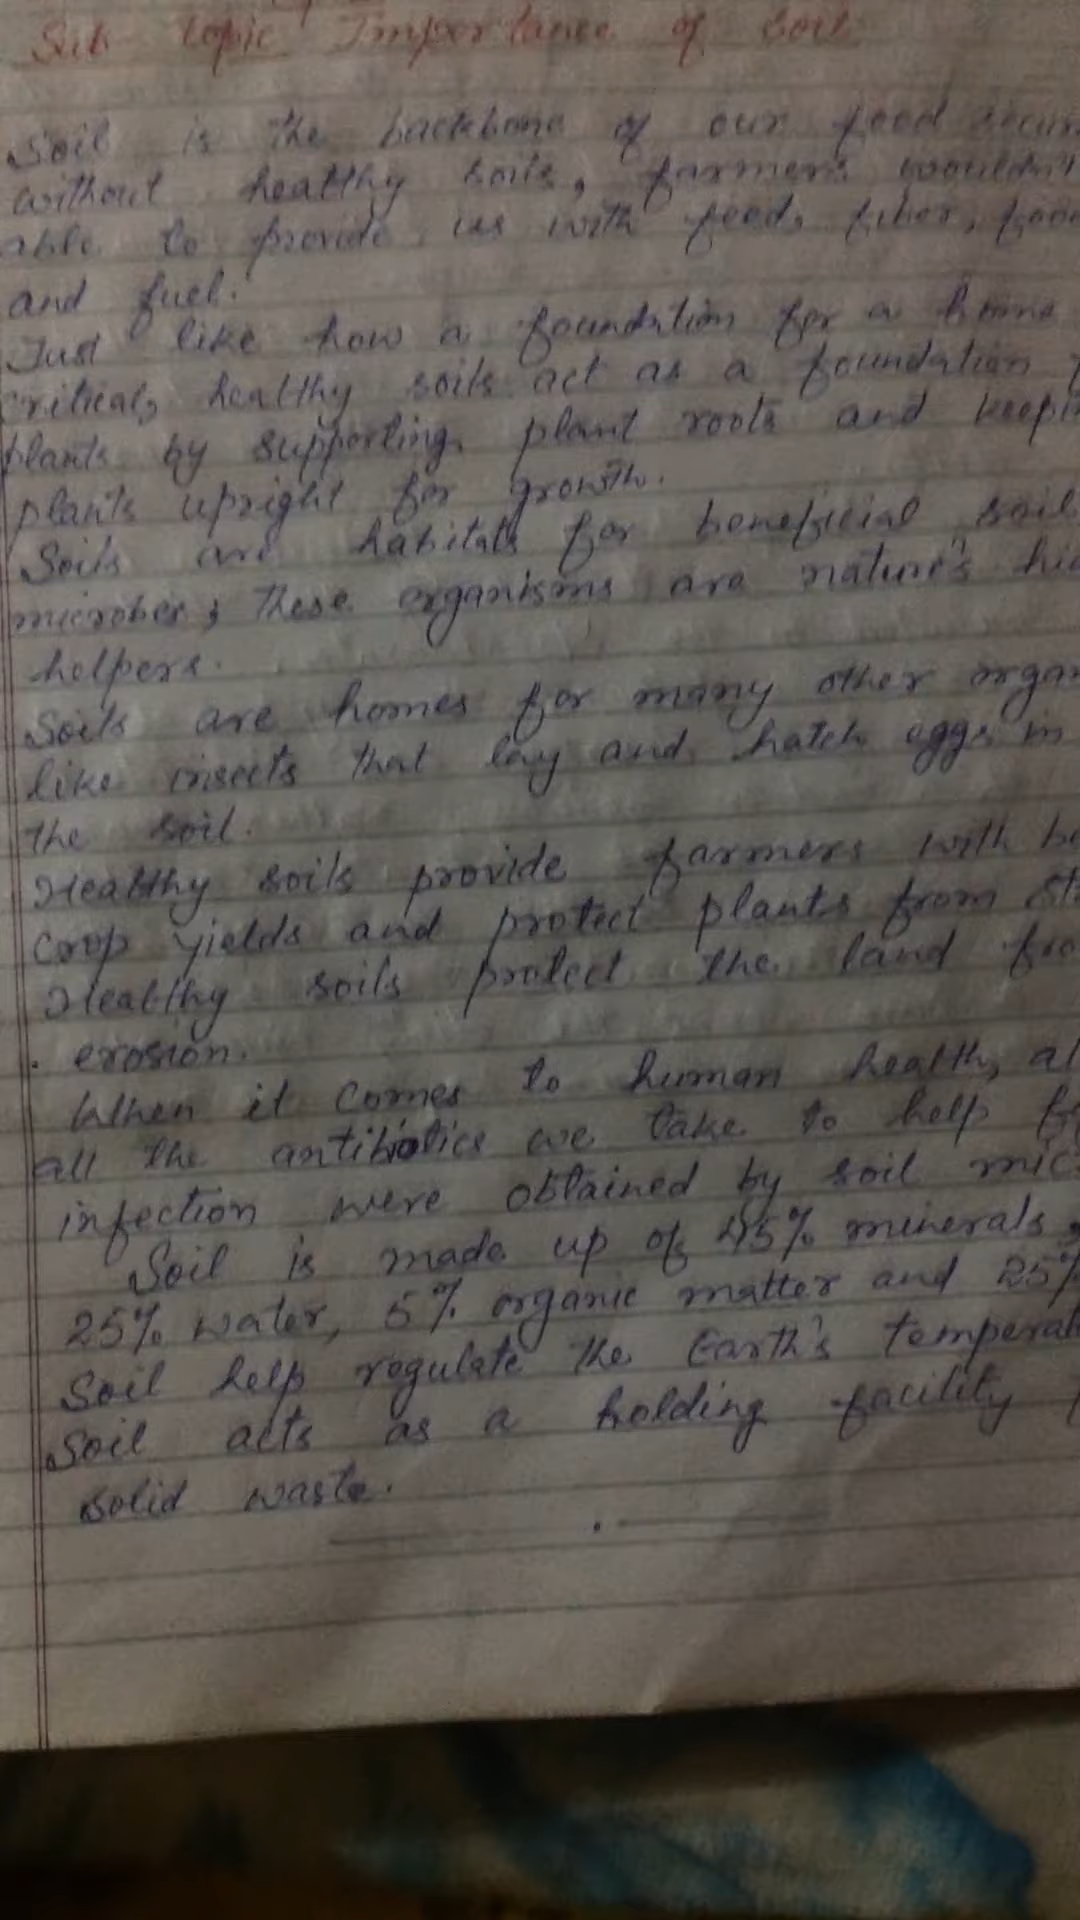 Sub topic Importance of Soil
Soil is the backbone of our food
without healthy soils, farmers wouldn't
able to provide us with feed, fiber,
and fuel.
Just like how a foundation for a home
critical, healthy soils act as a foundation
plants by supporting plant roots and
plants upright for growth.
Soils are habitats for beneficial soil
microbes, these organisms are nature's
helpers.
Soils are homes for many other
like insects that lay and hatch eggs in
the soil.
Healthy soils provide farmers with
crop yields and protect plants from
Healthy soils protect the land
erosion.
When it comes to human health,
all the antibiotics we take to help
infection were obtained by soil
Soil is made up of 45% minerals,
25% water, 5% organic matter and 25%
Soil help regulate the Earth's
Soil acts as a holding facility
solid waste.